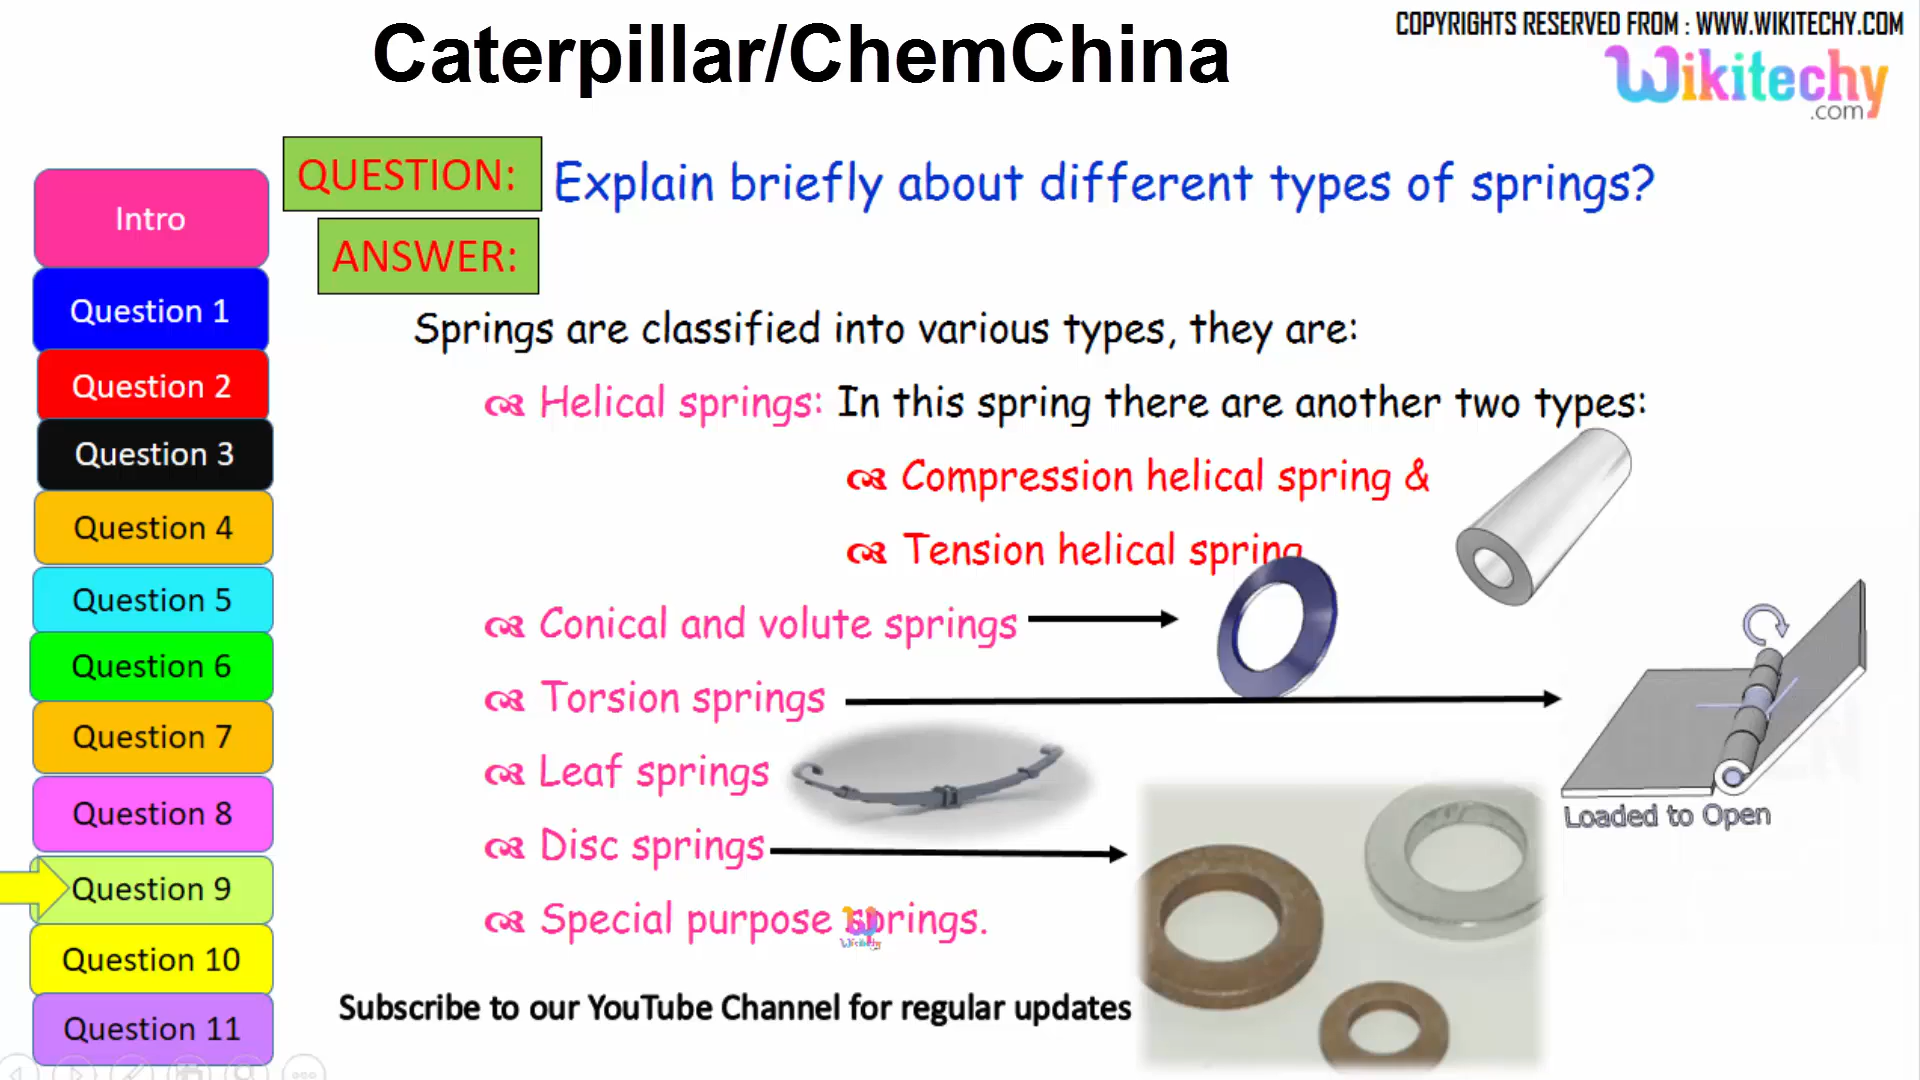 Caterpillar/ChemChina
COPYRIGHTS RESERVED FROM : WWW.WIKITECHY.COM
Wikitechy
.com
QUESTION: Explain briefly about different types of springs?
ANSWER:
Springs are classified into various types, they are:
Helical springs: In this spring there are another two types:
Compression helical spring &
Tension helical spring
Conical and volute springs
Torsion springs
Leaf springs
Disc springs
Special purpose springs.
Wikitechy
Loaded to Open
Subscribe to our YouTube Channel for regular updates
Intro
Question 1
Question 2
Question 3
Question 4
Question 5
Question 6
Question 7
Question 8
Question 9
Question 10
Question 11